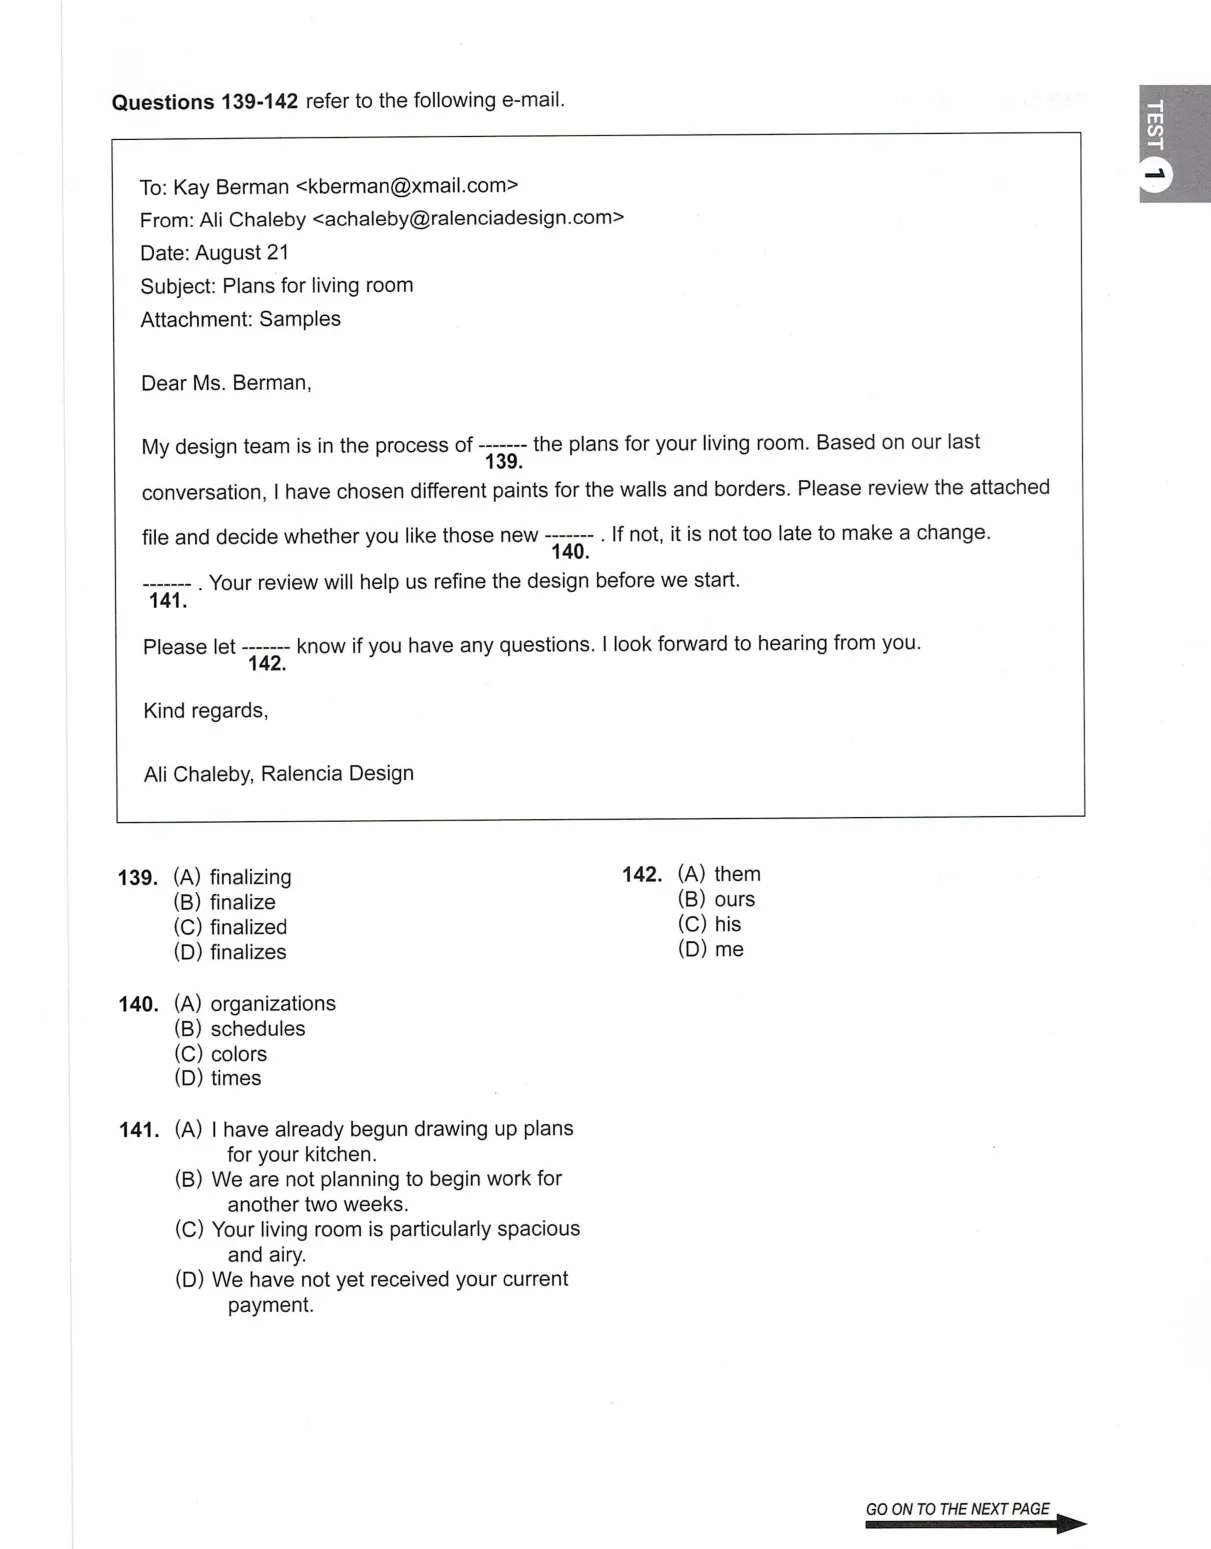 Questions 139-142 refer to the following e-mail.
TEST 1
To: Kay Berman <kberman@xmail.com>
From: Ali Chaleby <achaleby@ralenciadesign.com>
Date: August 21
Subject: Plans for living room
Attachment: Samples
Dear Ms. Berman,
My design team is in the process of ------- the plans for your living room. Based on our last
139.
conversation, I have chosen different paints for the walls and borders. Please review the attached
file and decide whether you like those new ------- . If not, it is not too late to make a change.
140.
------- . Your review will help us refine the design before we start.
141.
Please let ------- know if you have any questions. I look forward to hearing from you.
142.
Kind regards,
Ali Chaleby, Ralencia Design
139. (A) finalizing
(B) finalize
(C) finalized
(D) finalizes
140. (A) organizations
(B) schedules
(C) colors
(D) times
141. (A) I have already begun drawing up plans
for your kitchen.
(B) We are not planning to begin work for
another two weeks.
(C) Your living room is particularly spacious
and airy.
(D) We have not yet received your current
payment.
142. (A) them
(B) ours
(C) his
(D) me
GO ON TO THE NEXT PAGE